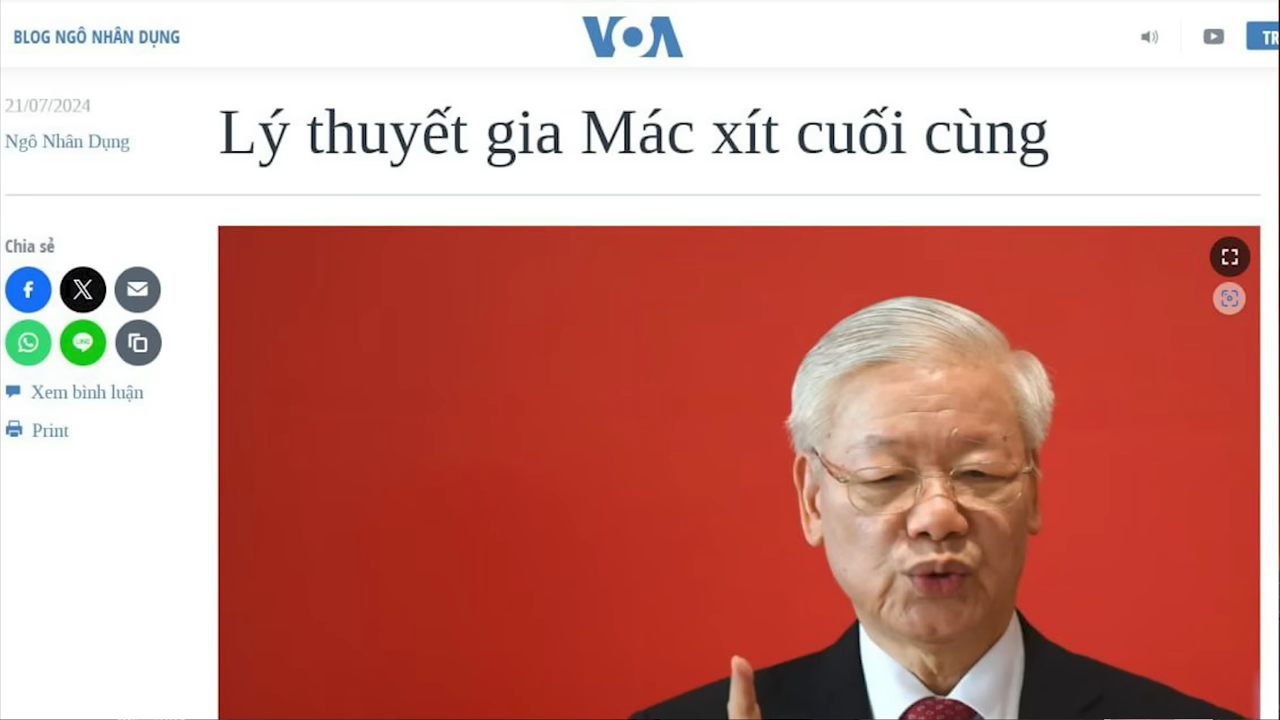 BLOG NGÔ NHÂN DỤNG
VOA
TR
21/07/2024
Ngô Nhân Dụng
Lý thuyết gia Mác xít cuối cùng
Chia sẻ
LINE
Xem bình luận
Print